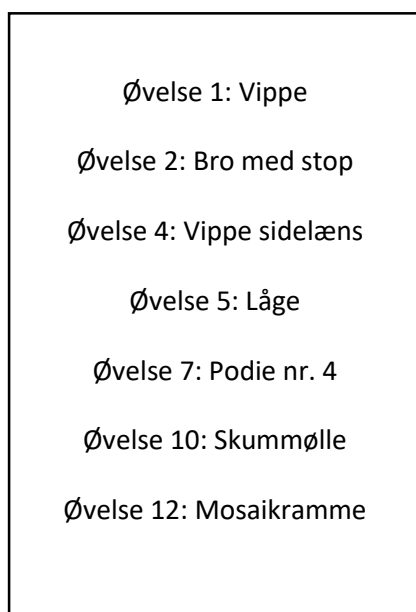 Øvelse 1: Vippe
Øvelse 2: Bro med stop
Øvelse 4: Vippe sidelæns
Øvelse 5: Låge
Øvelse 7: Podie nr. 4
Øvelse 10: Skummølle
Øvelse 12: Mosaikramme